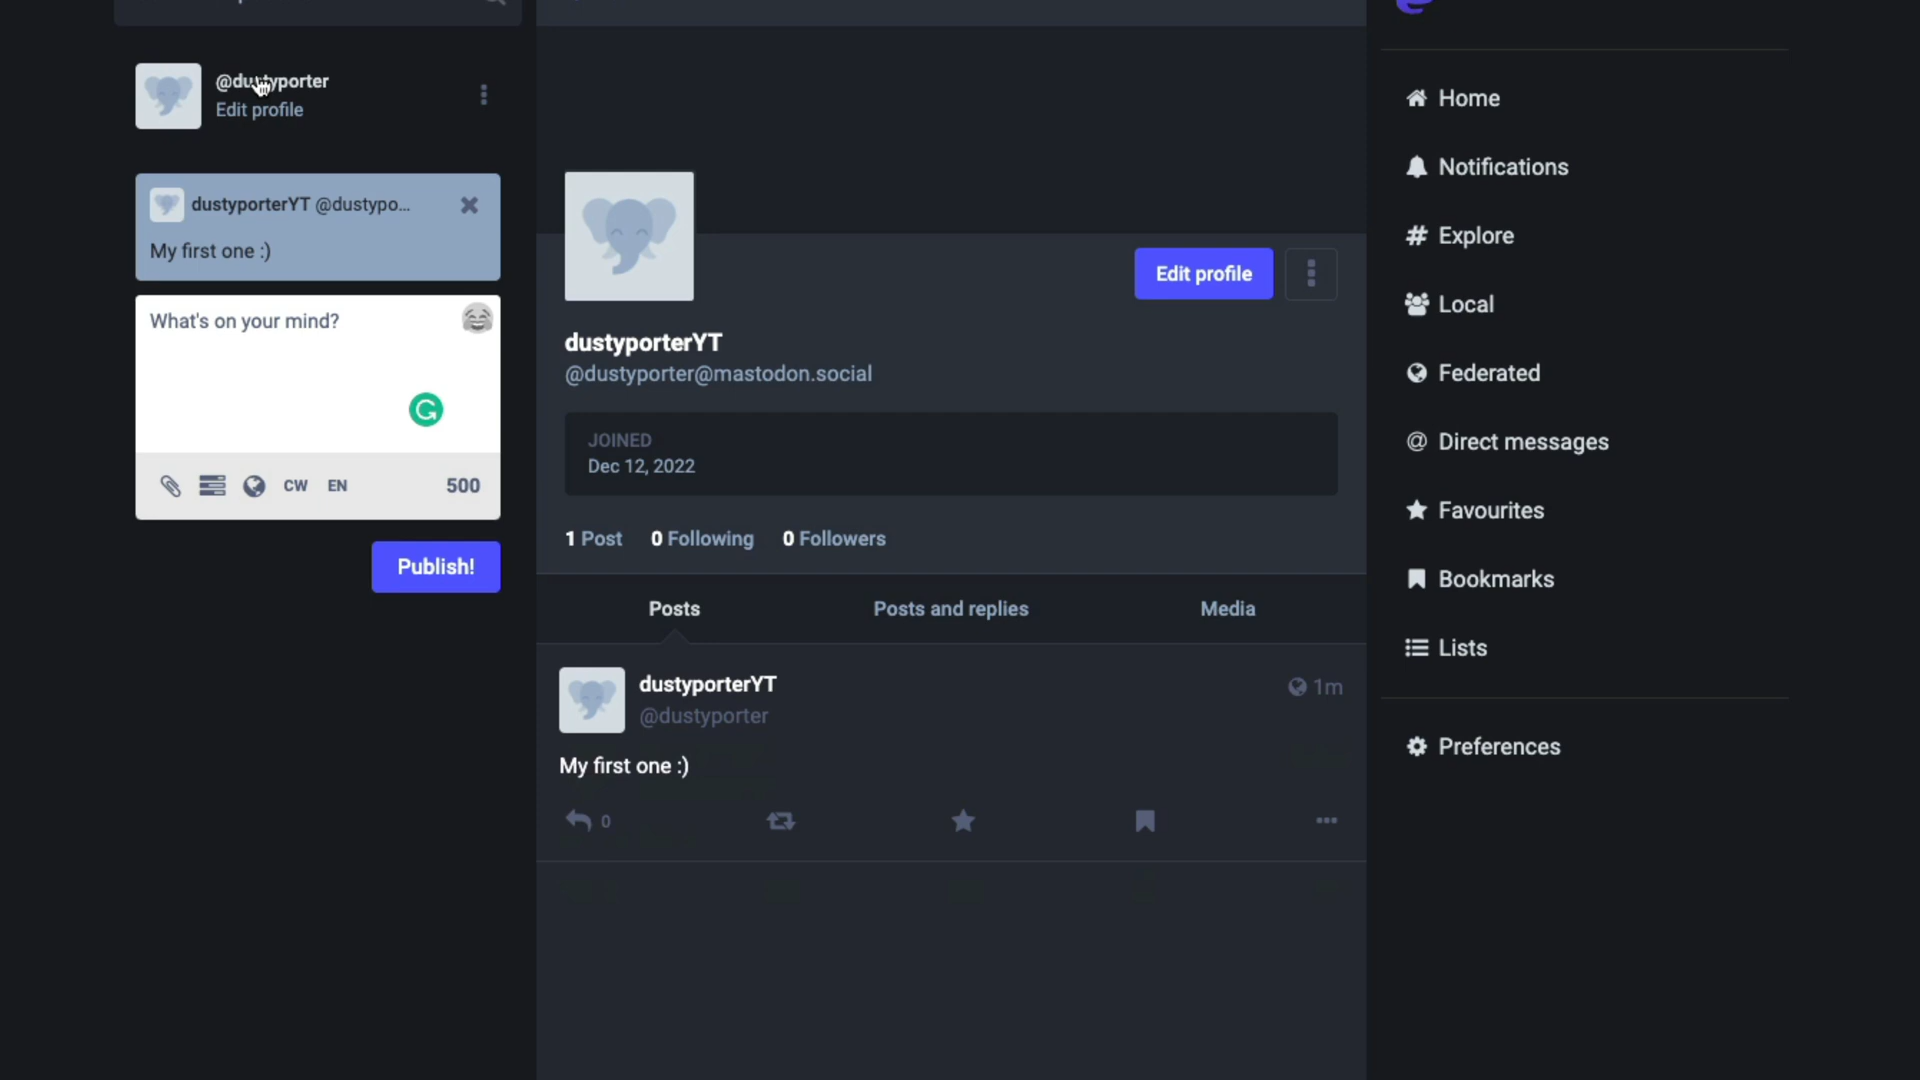 @dustyporter
Edit profile
dustyporterYT @dustypo...
My first one :)
What's on your mind?
CW EN 500
Publish!
Edit profile
dustyporterYT
@dustyporter@mastodon.social
JOINED
Dec 12, 2022
1 Post 0 Following 0 Followers
Posts Posts and replies Media
dustyporterYT
1m
@dustyporter
My first one :)
0
Home
Notifications
Explore
Local
Federated
Direct messages
Favourites
Bookmarks
Lists
Preferences